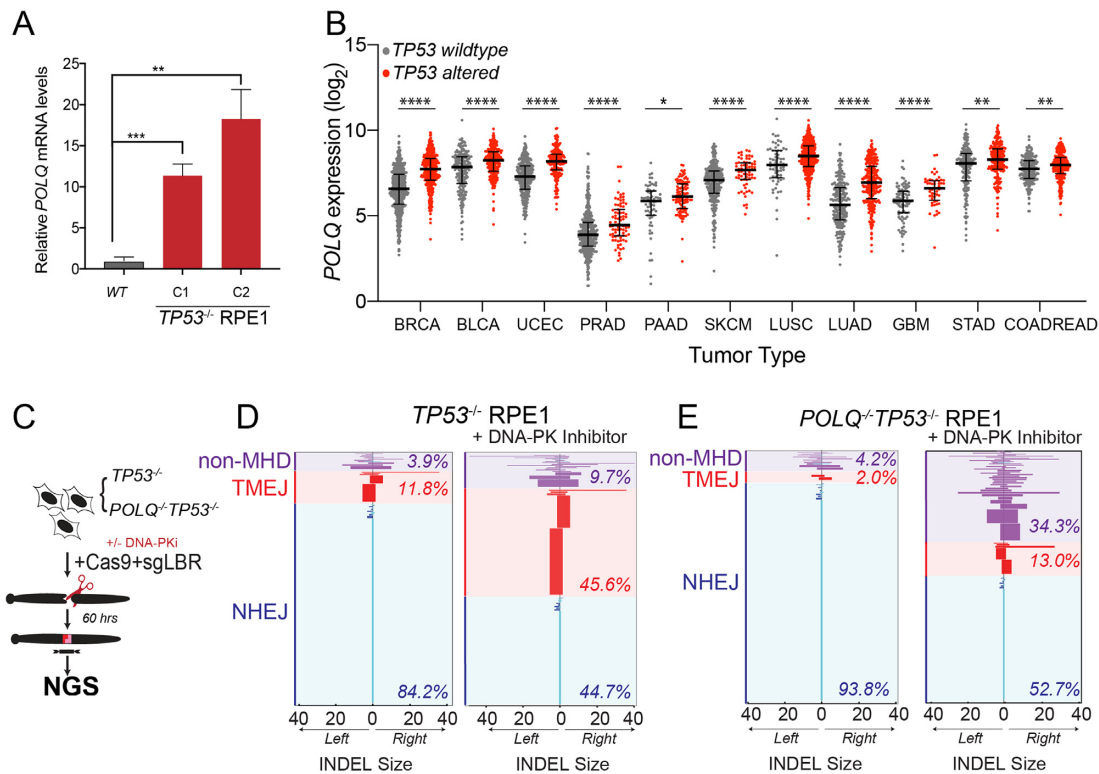 A
Relative POLQ mRNA levels
25
20
15
10
5
0
**
***
WT
C1
C2
TP53-/- RPE1
B
POLQ expression (log2)
15
10
5
0
TP53 wildtype
TP53 altered
**** **** **** **** * **** **** **** **** ** **
BRCA BLCA UCEC PRAD PAAD SKCM LUSC LUAD GBM STAD COADREAD
Tumor Type
C
TP53-/-
POLQ-/-TP53-/-
+/- DNA-PKi
+Cas9+sgLBR
60 hrs
NGS
D
TP53-/- RPE1
+ DNA-PK Inhibitor
non-MHD
3.9%
9.7%
TMEJ
11.8%
45.6%
NHEJ
84.2%
44.7%
40 20 0 20 40
40 20 0 20 40
Left Right
Left Right
INDEL Size
INDEL Size
E
POLQ-/-TP53-/- RPE1
+ DNA-PK Inhibitor
non-MHD
4.2%
34.3%
TMEJ
2.0%
13.0%
NHEJ
93.8%
52.7%
40 20 0 20 40
40 20 0 20 40
Left Right
Left Right
INDEL Size
INDEL Size